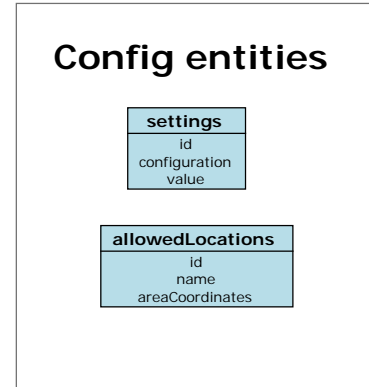 Config entities
settings
id
configuration
value
allowedLocations
id
name
areaCoordinates